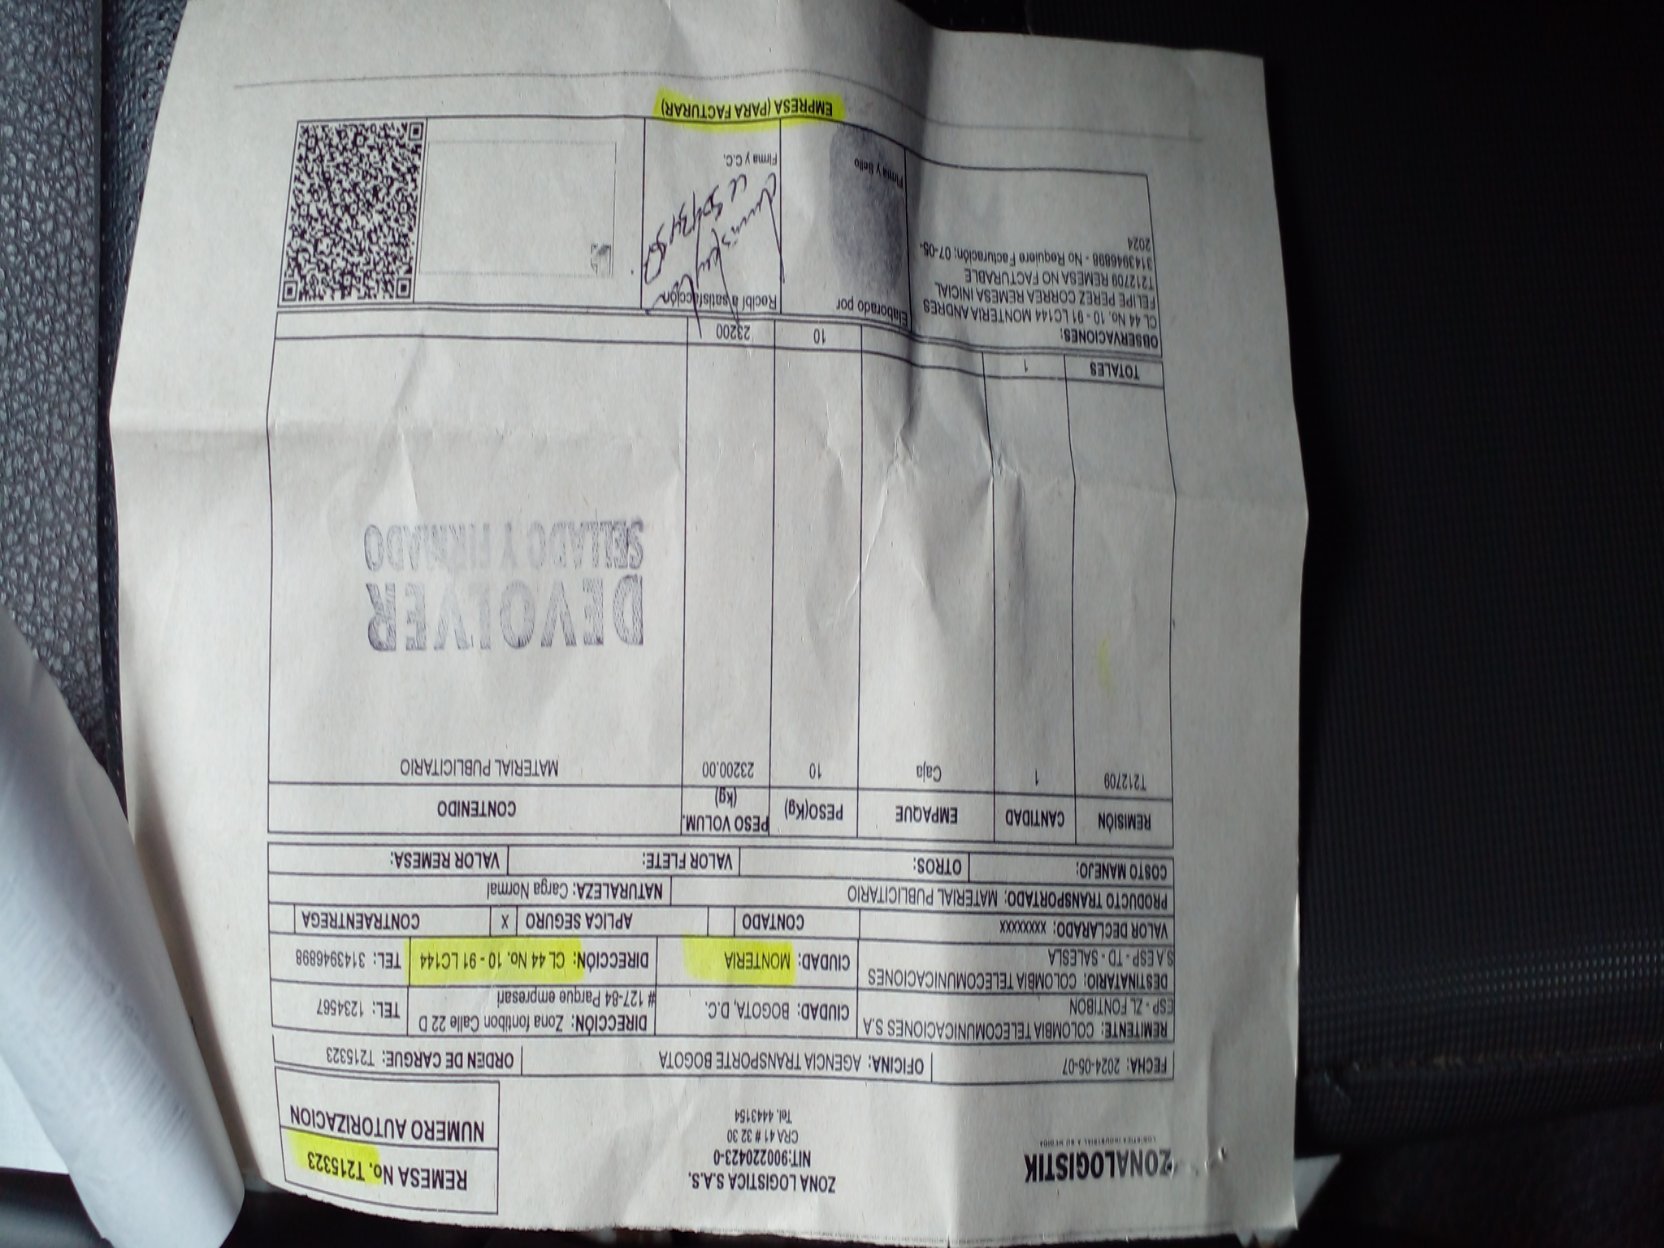 ZONALOGISTIK
LOGISTICA INDUSTRIAL A SU MEDIDA
ZONA LOGISTICA S.A.S.
NIT:900220423-0
CRA 41 # 32 30
Tel. 4443154
REMESA No. T215323
NUMERO AUTORIZACION
FECHA: 2024-05-07 OFICINA: AGENCIA TRANSPORTE BOGOTA ORDEN DE CARGUE: T215323
REMITENTE: COLOMBIA TELECOMUNICACIONES S.A
ESP - ZL FONTIBON
CIUDAD: BOGOTA, D.C.
DIRECCIÓN: Zona fontibon Calle 22 D
# 127-84 Parque empresari
TEL: 1234567
DESTINATARIO: COLOMBIA TELECOMUNICACIONES
S.A ESP - TD - SALESLA
CIUDAD: MONTERIA
DIRECCIÓN: CL 44 No. 10 - 91 LC144
TEL: 3143946898
VALOR DECLARADO: xxxxxxxx CONTADO APLICA SEGURO X CONTRAENTREGA
PRODUCTO TRANSPORTADO: MATERIAL PUBLICITARIO NATURALEZA: Carga Normal
COSTO MANEJO: OTROS: VALOR FLETE: VALOR REMESA:
REMISIÓN CANTIDAD EMPAQUE PESO(Kg) PESO VOLUM. (kg) CONTENIDO
T212709 1 Caja 10 23200.00 MATERIAL PUBLICITARIO
DEVOLVER
SELLADO Y FIRMADO
TOTALES 1 10 23200
OBSERVACIONES:
CL 44 No. 10 - 91 LC144 MONTERIA ANDRES
FELIPE PEREZ CORREA REMESA INICIAL
T212709 REMESA NO FACTURABLE
3143946898 - No Requiere Facturación; 07-05-
2024
Elaborado por
Firma y Sello
Recibí a satisfacción
Firma y C.C.
EMPRESA (PARA FACTURAR)